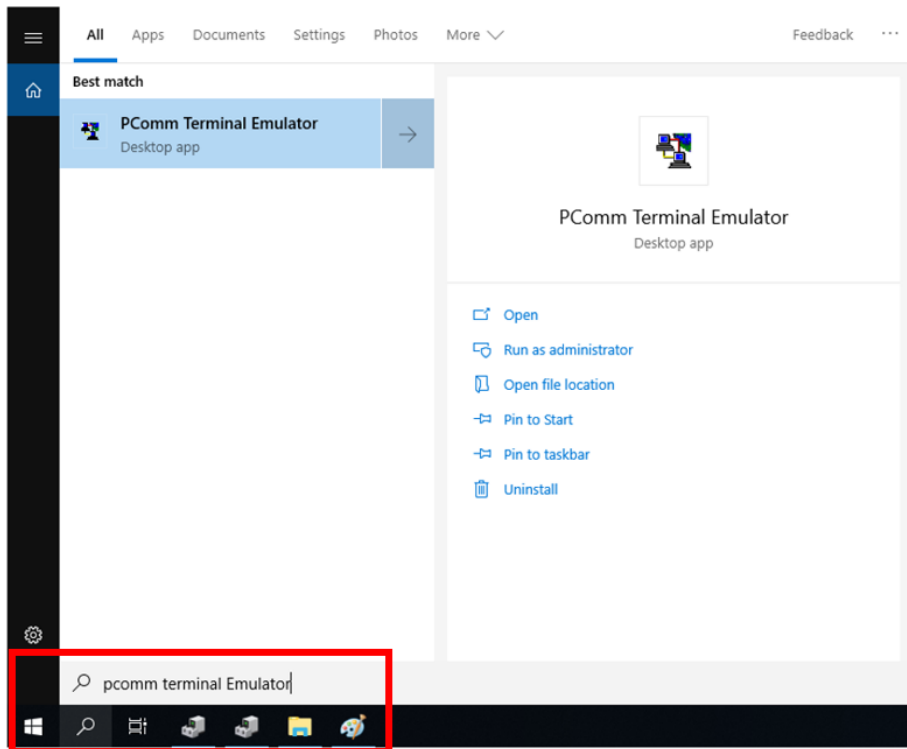 All Apps Documents Settings Photos More Feedback ...
Best match
PComm Terminal Emulator
Desktop app
PComm Terminal Emulator
Desktop app
Open
Run as administrator
Open file location
Pin to Start
Pin to taskbar
Uninstall
pcomm terminal Emulator